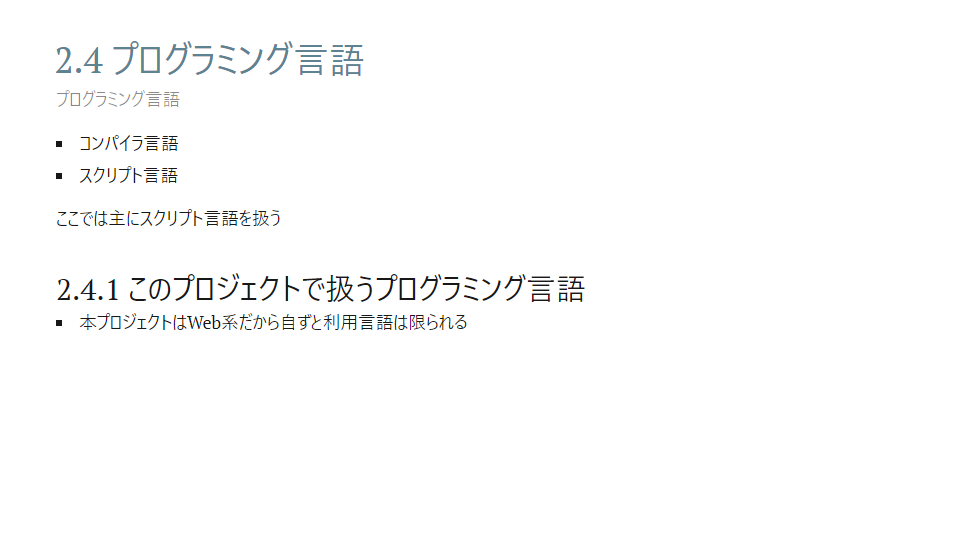 2.4 プログラミング言語
プログラミング言語
▪ コンパイラ言語
▪ スクリプト言語
ここでは主にスクリプト言語を扱う
2.4.1 このプロジェクトで扱うプログラミング言語
▪ 本プロジェクトはWeb系だから自ずと利用言語は限られる